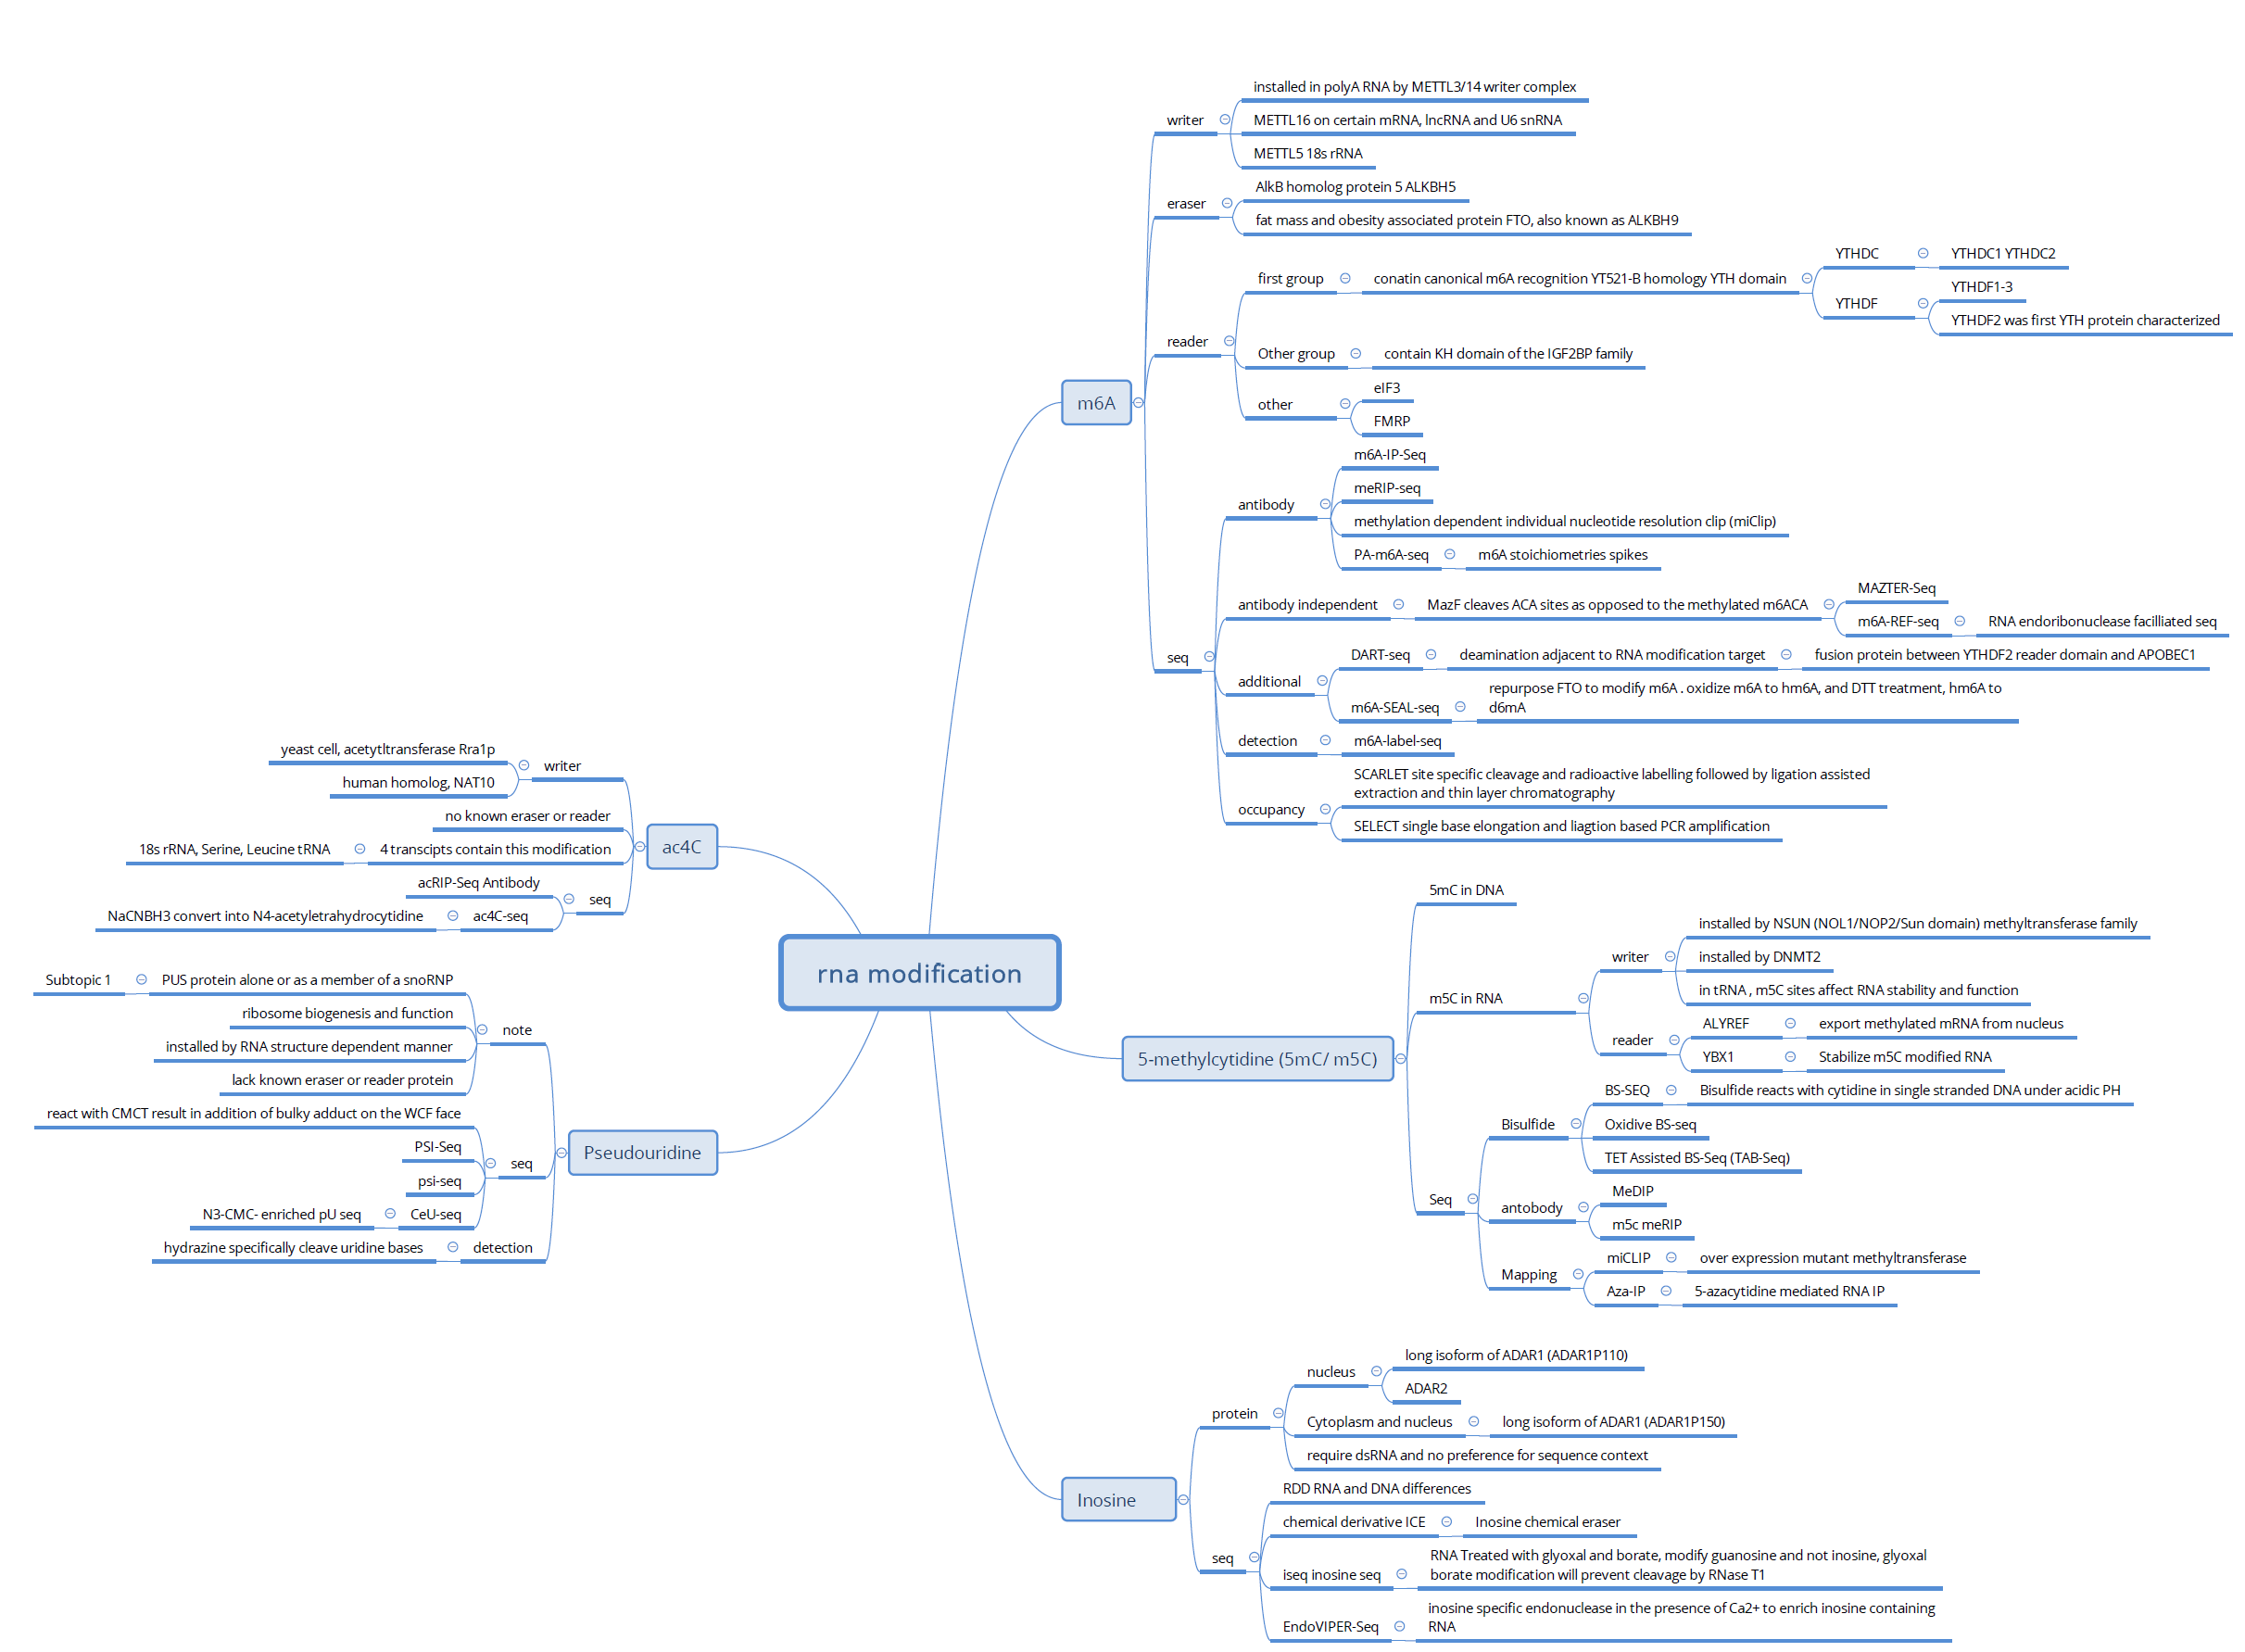 rna modification
m6A
writer
installed in polyA RNA by METTL3/14 writer complex
METTL16 on certain mRNA, lncRNA and U6 snRNA
METTL5 18s rRNA
eraser
AlkB homolog protein 5 ALKBH5
fat mass and obesity associated protein FTO, also known as ALKBH9
reader
first group
conatin canonical m6A recognition YT521-B homology YTH domain
YTHDC
YTHDC1 YTHDC2
YTHDF
YTHDF1-3
YTHDF2 was first YTH protein characterized
Other group
contain KH domain of the IGF2BP family
other
eIF3
FMRP
seq
antibody
m6A-IP-Seq
meRIP-seq
methylation dependent individual nucleotide resolution clip (miClip)
PA-m6A-seq
m6A stoichiometries spikes
antibody independent
MazF cleaves ACA sites as opposed to the methylated m6ACA
MAZTER-Seq
m6A-REF-seq
RNA endoribonuclease facilliated seq
additional
DART-seq
deamination adjacent to RNA modification target
fusion protein between YTHDF2 reader domain and APOBEC1
m6A-SEAL-seq
repurpose FTO to modify m6A . oxidize m6A to hm6A, and DTT treatment, hm6A to
d6mA
detection
m6A-label-seq
occupancy
SCARLET site specific cleavage and radioactive labelling followed by ligation assisted
extraction and thin layer chromatography
SELECT single base elongation and liagtion based PCR amplification
5-methylcytidine (5mC/ m5C)
5mC in DNA
m5C in RNA
writer
installed by NSUN (NOL1/NOP2/Sun domain) methyltransferase family
installed by DNMT2
in tRNA , m5C sites affect RNA stability and function
reader
ALYREF
export methylated mRNA from nucleus
YBX1
Stabilize m5C modified RNA
Seq
Bisulfide
BS-SEQ
Bisulfide reacts with cytidine in single stranded DNA under acidic PH
Oxidive BS-seq
TET Assisted BS-Seq (TAB-Seq)
antobody
MeDIP
m5c meRIP
Mapping
miCLIP
over expression mutant methyltransferase
Aza-IP
5-azacytidine mediated RNA IP
Inosine
protein
nucleus
long isoform of ADAR1 (ADAR1P110)
ADAR2
Cytoplasm and nucleus
long isoform of ADAR1 (ADAR1P150)
require dsRNA and no preference for sequence context
seq
RDD RNA and DNA differences
chemical derivative ICE
Inosine chemical eraser
iseq inosine seq
RNA Treated with glyoxal and borate, modify guanosine and not inosine, glyoxal
borate modification will prevent cleavage by RNase T1
EndoVIPER-Seq
inosine specific endonuclease in the presence of Ca2+ to enrich inosine containing
RNA
ac4C
writer
yeast cell, acetytltransferase Rra1p
human homolog, NAT10
no known eraser or reader
4 transcipts contain this modification
18s rRNA, Serine, Leucine tRNA
seq
acRIP-Seq Antibody
ac4C-seq
NaCNBH3 convert into N4-acetyletrahydrocytidine
Pseudouridine
note
PUS protein alone or as a member of a snoRNP
Subtopic 1
ribosome biogenesis and function
installed by RNA structure dependent manner
lack known eraser or reader protein
seq
react with CMCT result in addition of bulky adduct on the WCF face
PSI-Seq
psi-seq
CeU-seq
N3-CMC- enriched pU seq
detection
hydrazine specifically cleave uridine bases